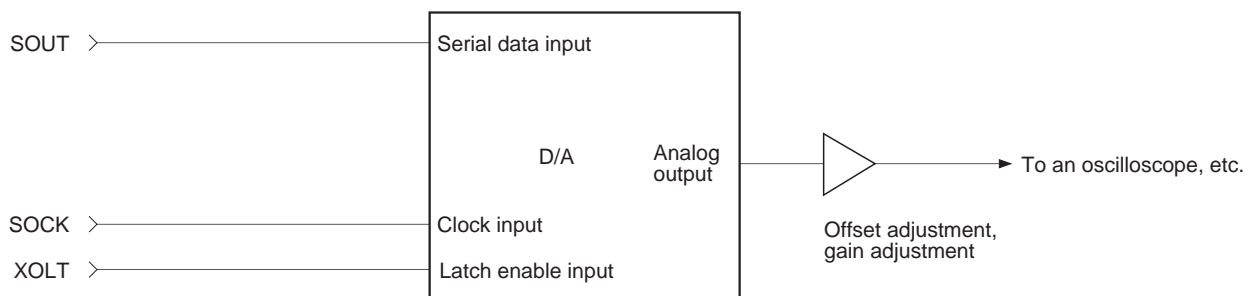 SOUT
Serial data input
D/A
Analog
output
To an oscilloscope, etc.
SOCK
Clock input
Offset adjustment,
gain adjustment
XOLT
Latch enable input